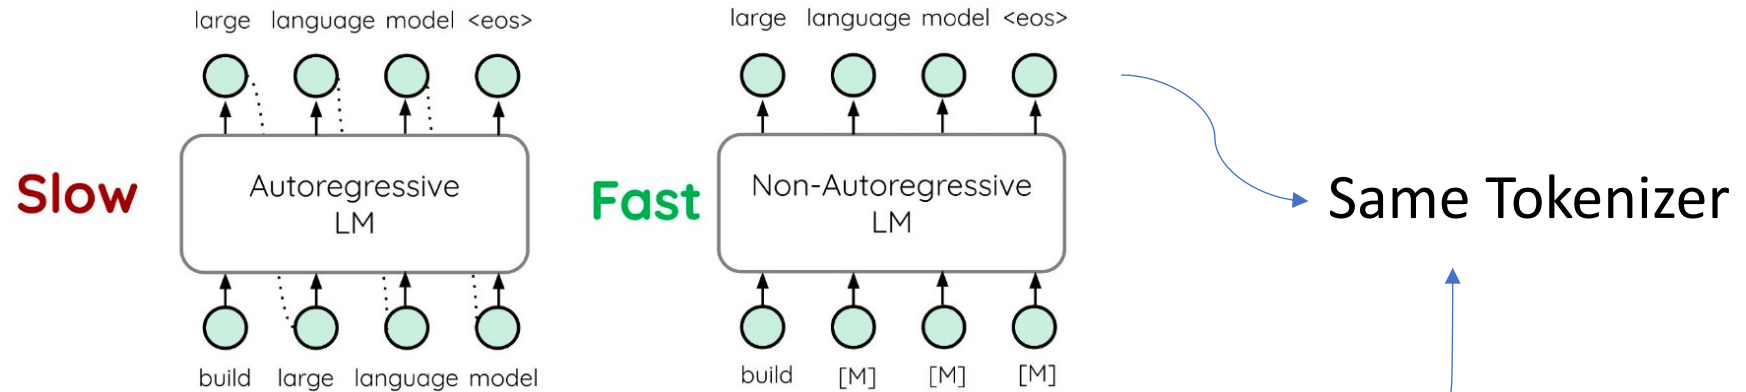 large language model <eos>
Slow
Autoregressive
LM
build large language model
large language model <eos>
Fast
Non-Autoregressive
LM
build [M] [M] [M]
Same Tokenizer